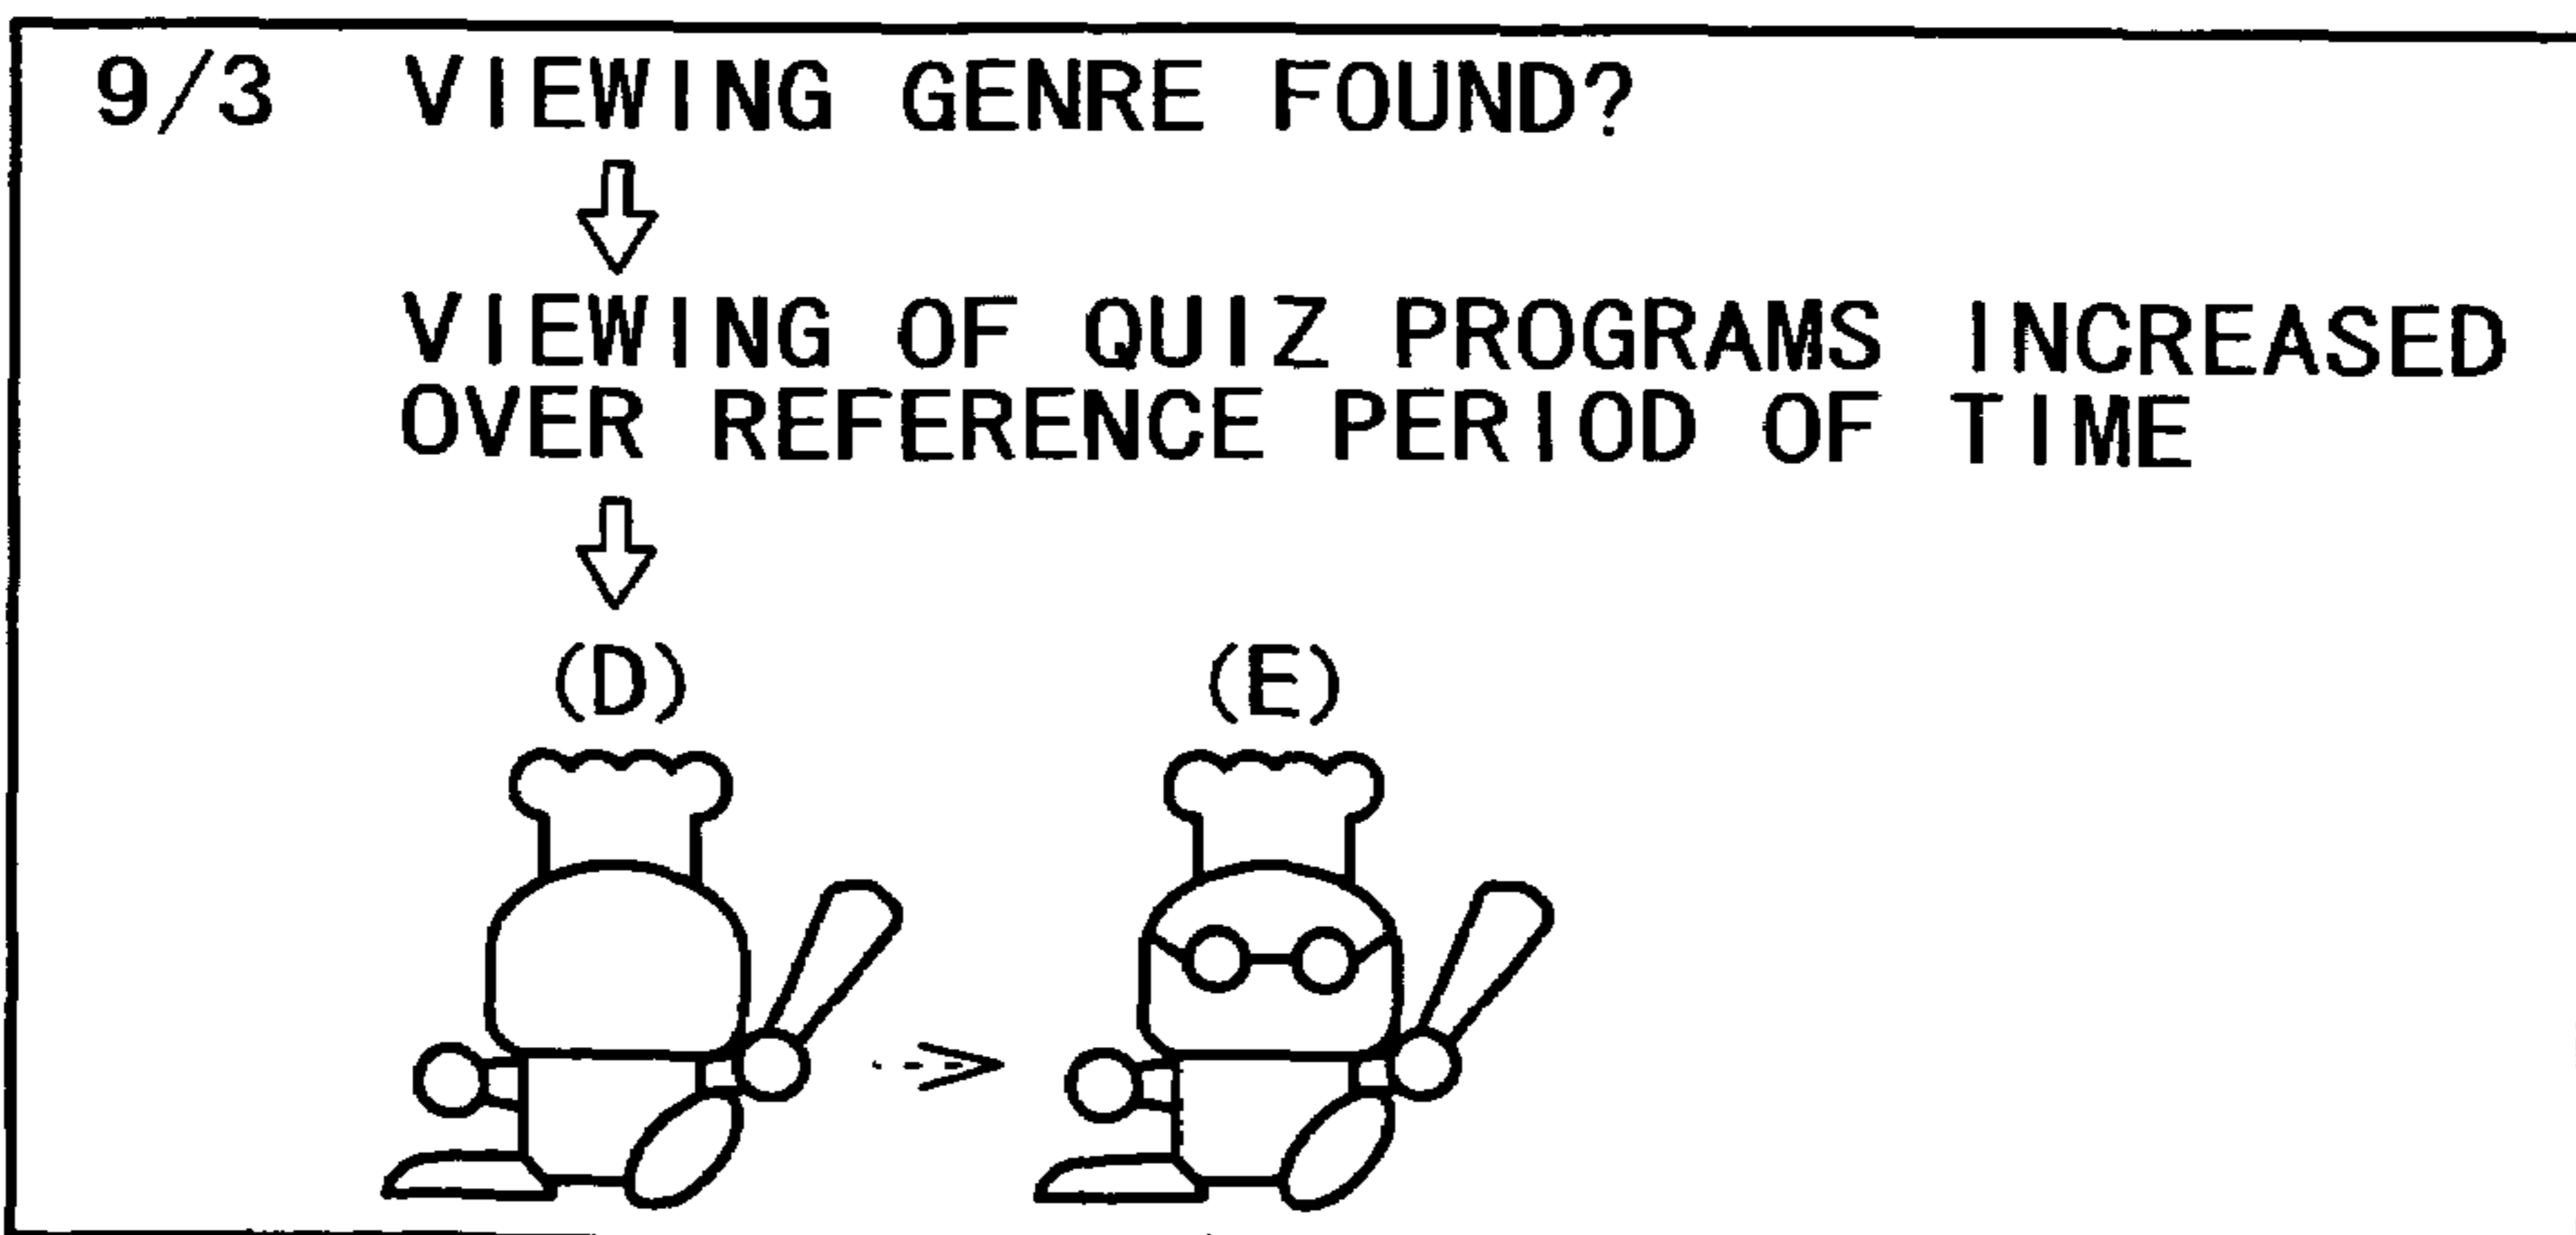 9/3 VIEWING GENRE FOUND?
VIEWING OF QUIZ PROGRAMS INCREASED
OVER REFERENCE PERIOD OF TIME
(D) (E)